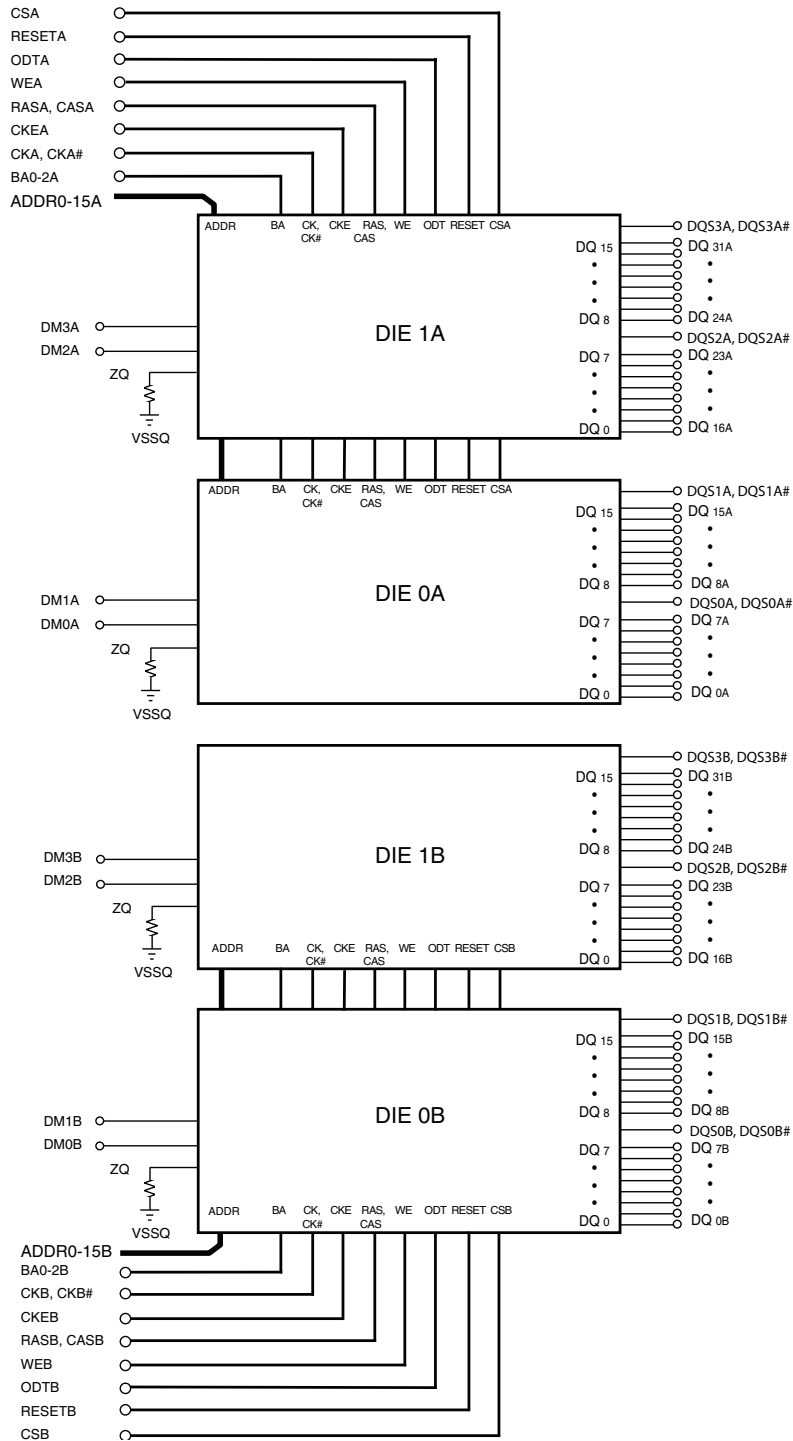 CSA
RESETA
ODTA
WEA
RASA, CASA
CKEA
CKA, CKA#
BA0-2A
ADDR0-15A
ADDR BA CK, CK# CKE RAS, CAS WE ODT RESET CSA
DQS3A, DQS3A#
DQ 15 DQ 31A
DM3A
DQ 8 DQ 24A
DIE 1A
DQS2A, DQS2A#
DM2A
DQ 7 DQ 23A
ZQ
VSSQ
DQ 0 DQ 16A
ADDR BA CK, CK# CKE RAS, CAS WE ODT RESET CSA
DQS1A, DQS1A#
DQ 15 DQ 15A
DQ 8 DQ 8A
DIE 0A
DM1A
DQS0A, DQS0A#
DM0A
DQ 7 DQ 7A
ZQ
DQ 0 DQ 0A
VSSQ
DQS3B, DQS3B#
DQ 15 DQ 31B
DQ 8 DQ 24B
DIE 1B
DM3B
DQS2B, DQS2B#
DM2B
DQ 7 DQ 23B
ZQ
ADDR BA CK, CK# CKE RAS, CAS WE ODT RESET CSB
DQ 0 DQ 16B
VSSQ
DQS1B, DQS1B#
DQ 15 DQ 15B
DQ 8 DQ 8B
DIE 0B
DM1B
DQS0B, DQS0B#
DM0B
DQ 7 DQ 7B
ZQ
ADDR BA CK, CK# CKE RAS, CAS WE ODT RESET CSB
DQ 0 DQ 0B
VSSQ
ADDR0-15B
BA0-2B
CKB, CKB#
CKEB
RASB, CASB
WEB
ODTB
RESETB
CSB